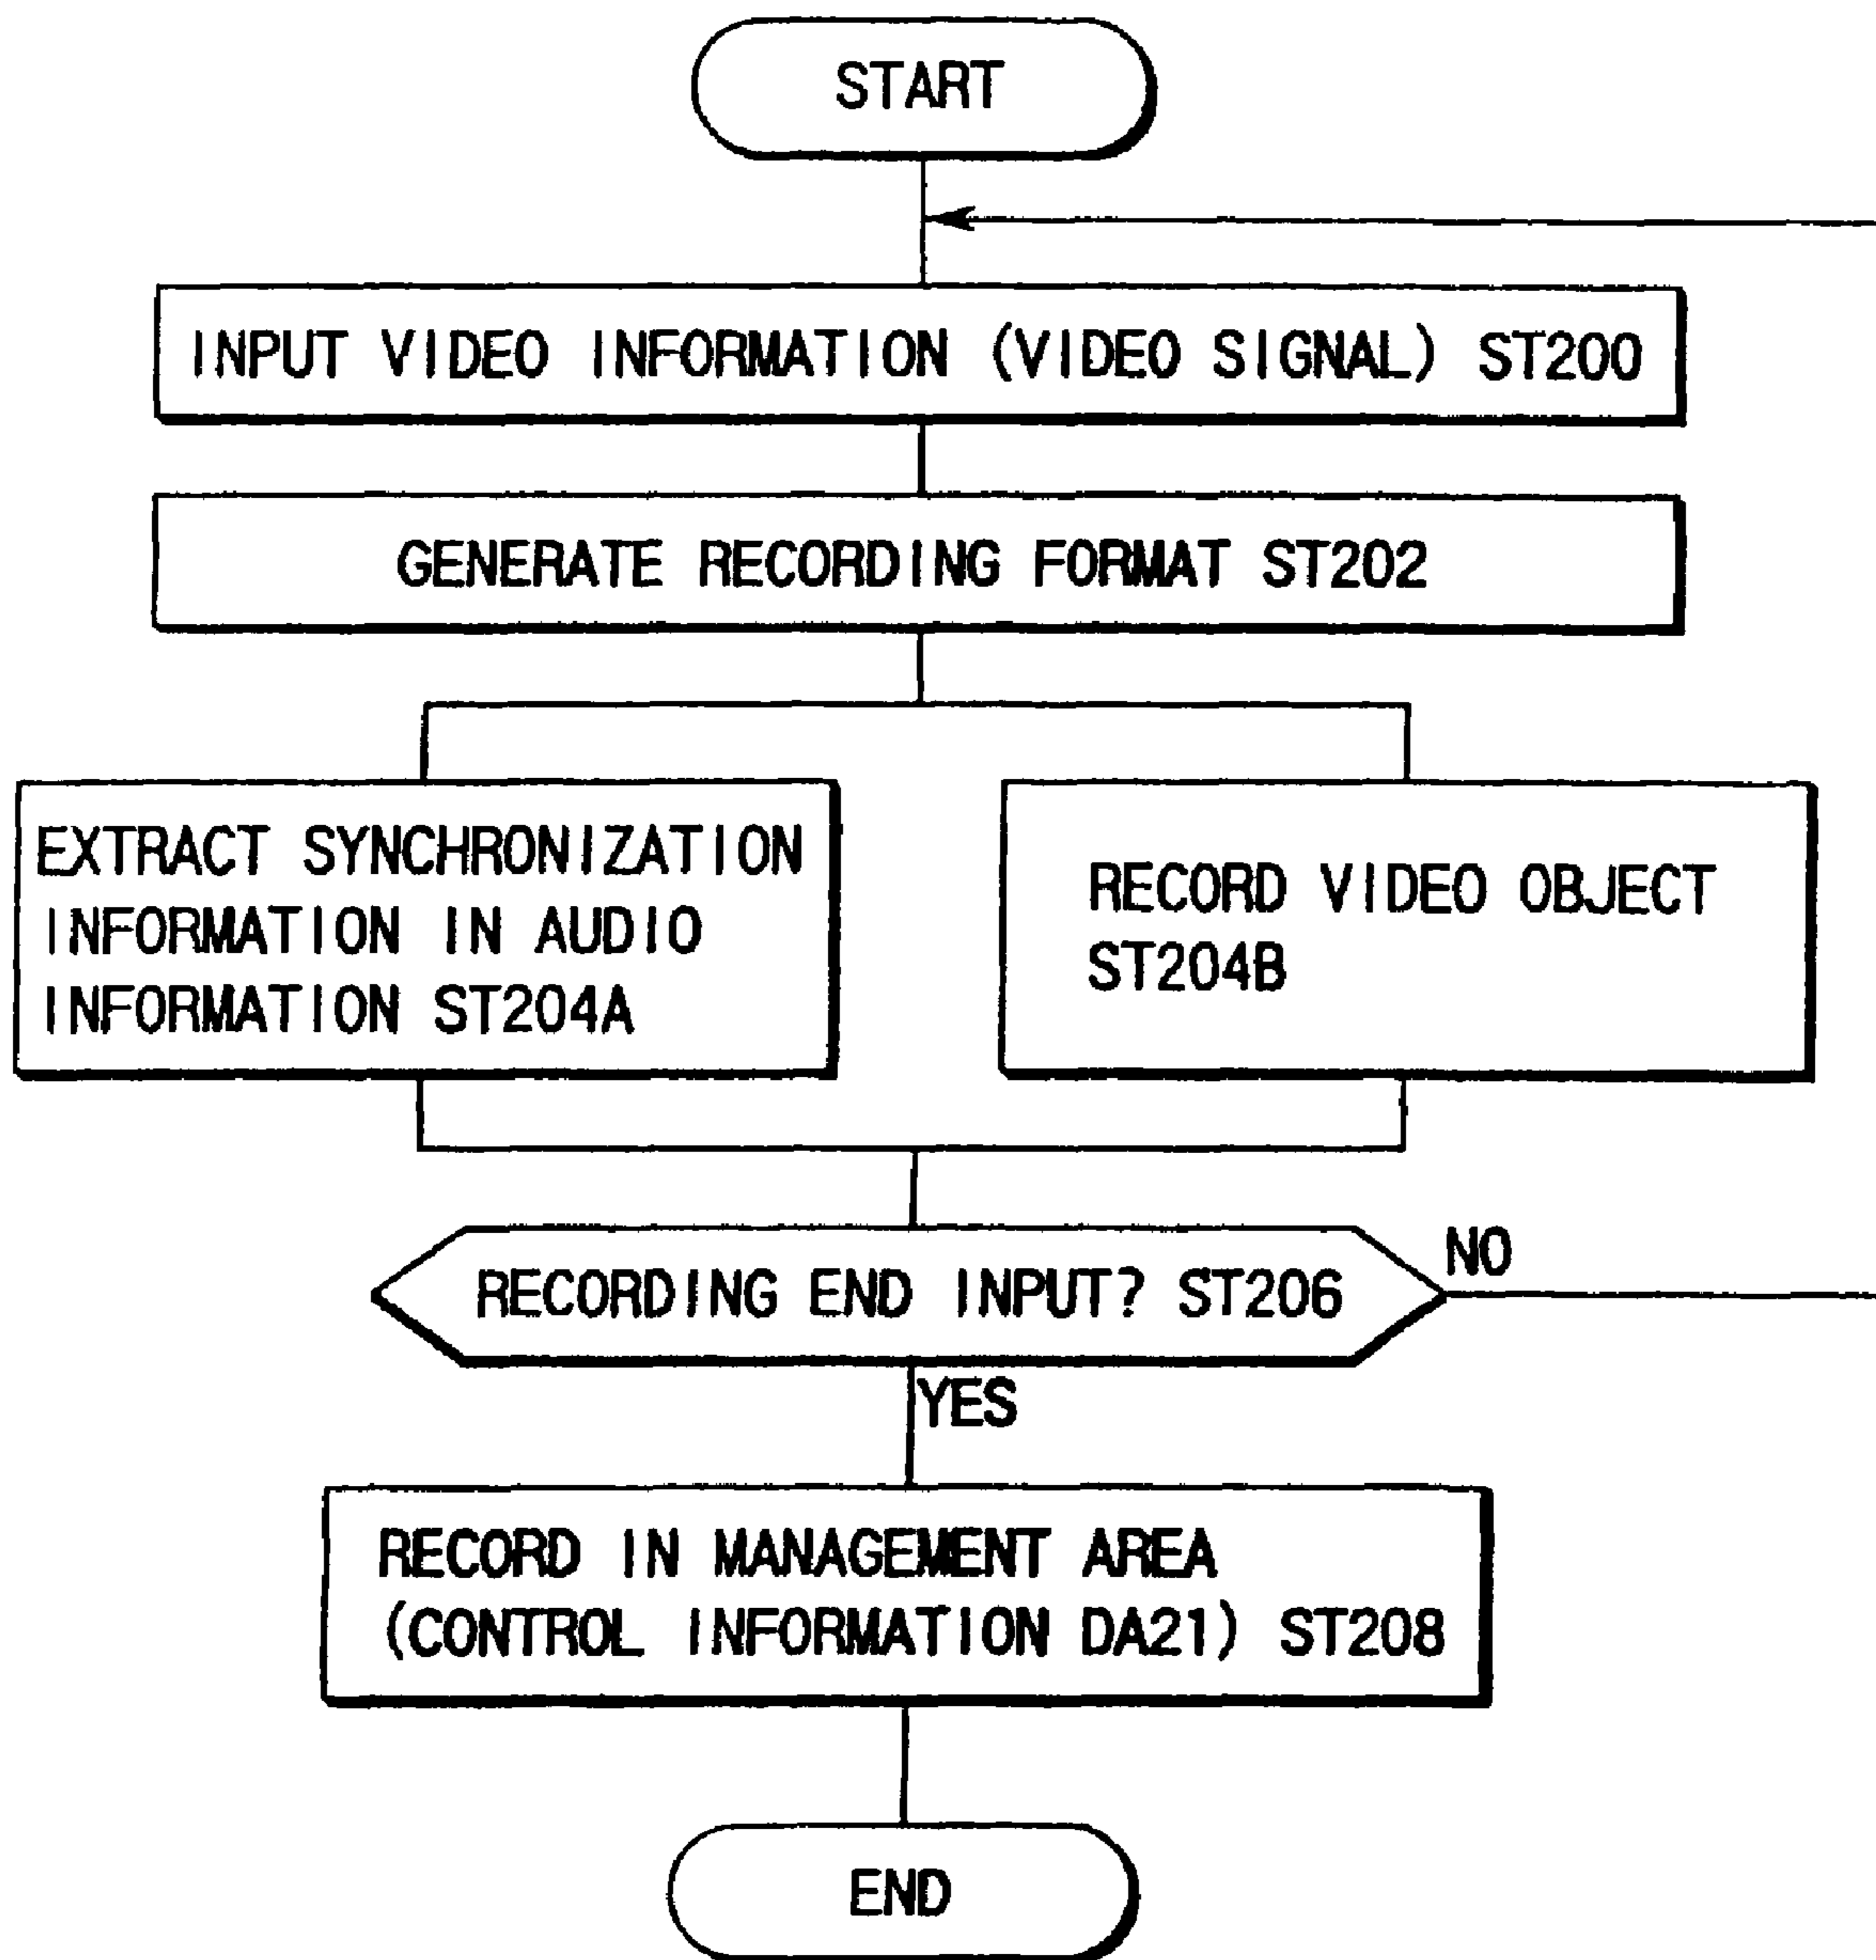 START
INPUT VIDEO INFORMATION (VIDEO SIGNAL) ST200
GENERATE RECORDING FORMAT ST202
EXTRACT SYNCHRONIZATION
INFORMATION IN AUDIO
INFORMATION ST204A
RECORD VIDEO OBJECT
ST204B
RECORDING END INPUT? ST206
NO
YES
RECORD IN MANAGEMENT AREA
(CONTROL INFORMATION DA21) ST208
END